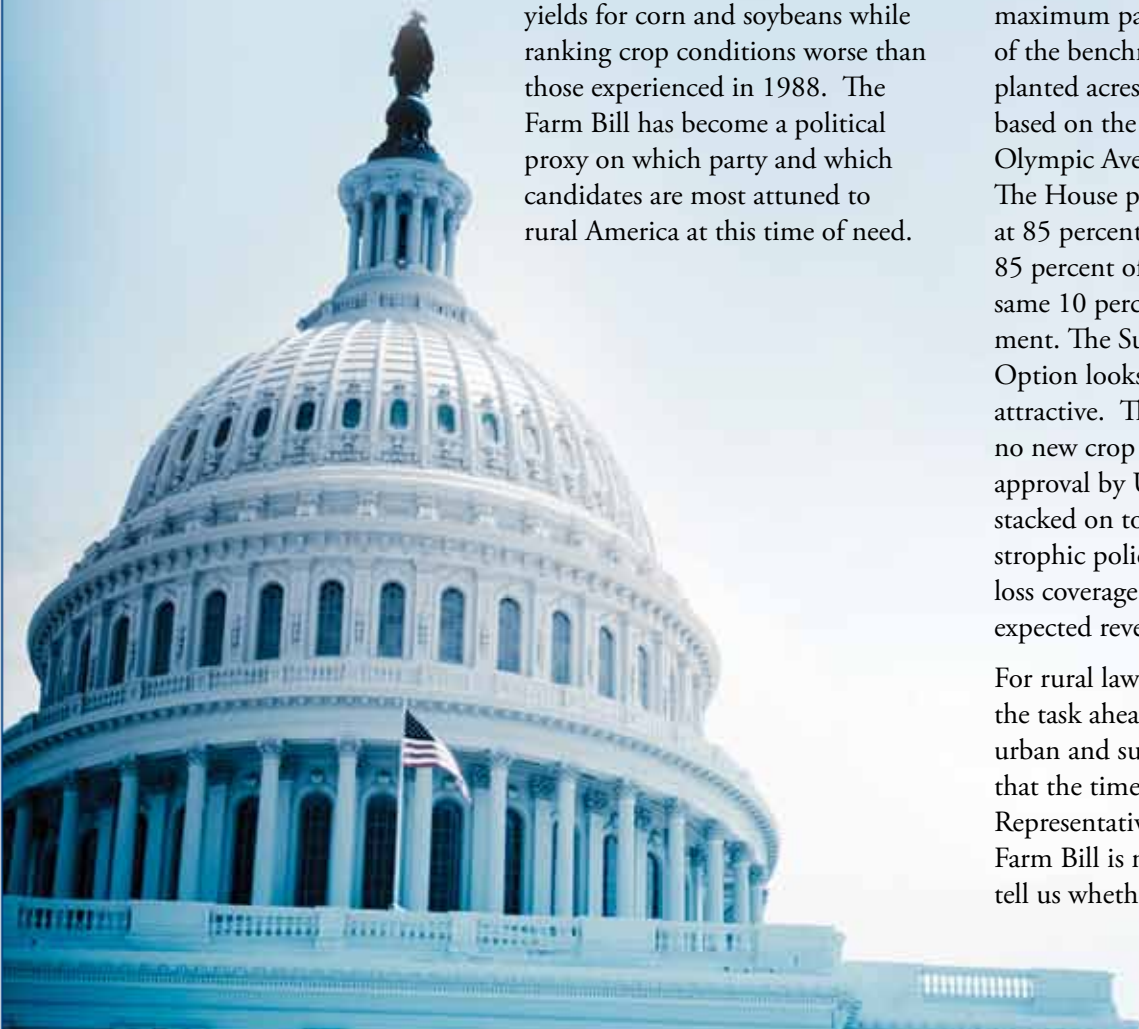 yields for corn and soybeans while
ranking crop conditions worse than
those experienced in 1988. The
Farm Bill has become a political
proxy on which party and which
candidates are most attuned to
rural America at this time of need.
maximum pa
of the benchm
planted acres
based on the
Olympic Ave
The House p
at 85 percent
85 percent of
same 10 perc
ment. The Su
Option looks
attractive. Th
no new crop
approval by U
stacked on to
strophic polic
loss coverage
expected reve
For rural law
the task ahea
urban and su
that the time
Representativ
Farm Bill is n
tell us wheth